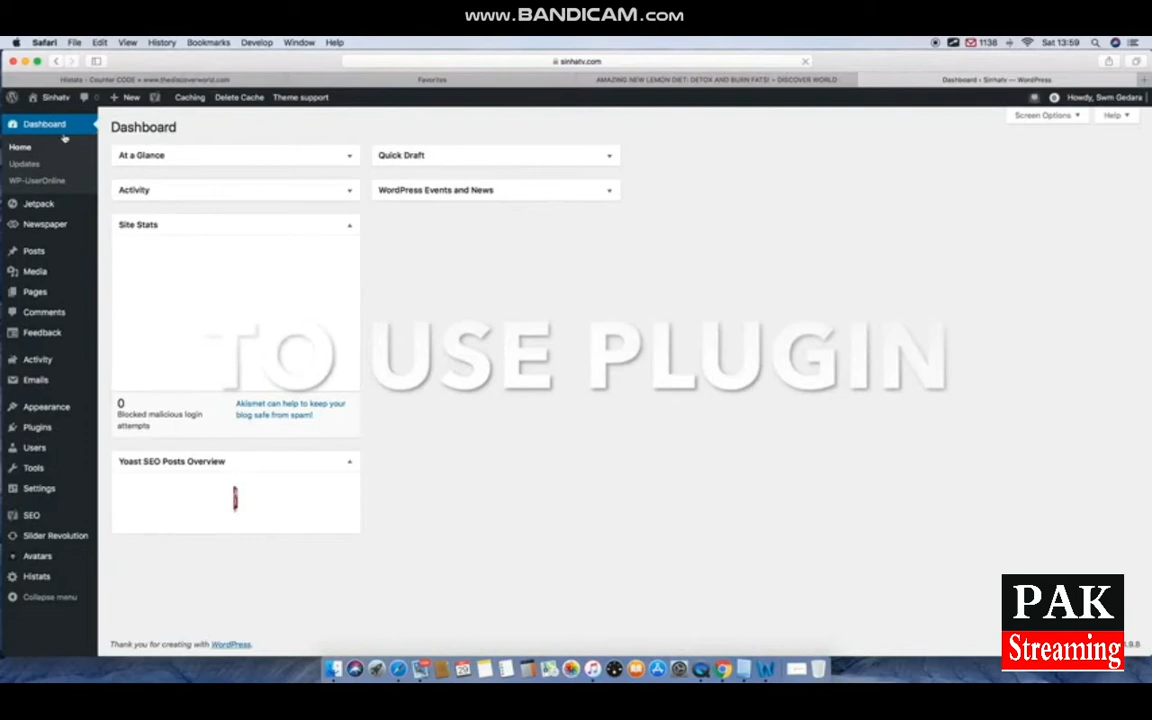 www.BANDICAM.com
Safari File Edit View History Bookmarks Develop Window Help
1136 Sat 13:59
sinhatv.com
Histats - Counter CODE » www.thediscoverworld.com
Favorites
AMAZING NEW LEMON DIET: DETOX AND BURN FATS! – DISCOVER WORLD
Dashboard ‹ Sinhatv — WordPress
Sinhatv 0 New Caching Delete Cache Theme support
Howdy, Swm Gedara
Screen Options
Help
Dashboard
Home
Updates
WP-UserOnline
Jetpack
Newspaper
Posts
Media
Pages
Comments
Feedback
Activity
Emails
Appearance
Plugins
Users
Tools
Settings
SEO
Slider Revolution
Avatars
Histats
Collapse menu
Dashboard
At a Glance
Quick Draft
Activity
WordPress Events and News
Site Stats
TO USE PLUGIN
0
Blocked malicious login
attempts
Akismet can help to keep your
blog safe from spam!
Yoast SEO Posts Overview
Thank you for creating with WordPress.
PAK
Streaming